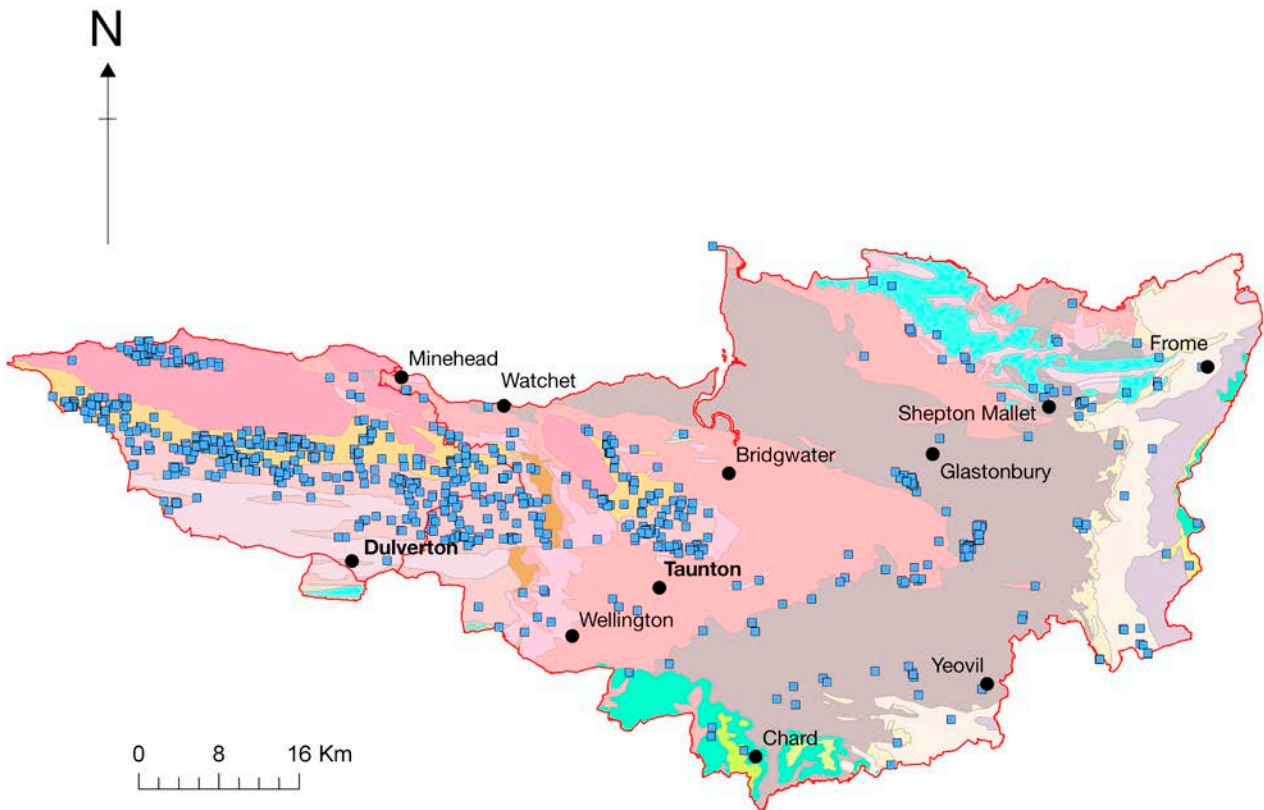 N
Minehead
Watchet
Frome
Shepton Mallet
Bridgwater
Glastonbury
Dulverton
Taunton
Wellington
Yeovil
Chard
0 8 16 Km